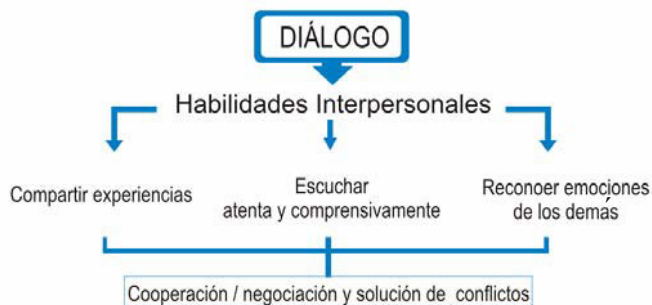 DIÁLOGO
Habilidades Interpersonales
Compartir experiencias
Escuchar
atenta y comprensivamente
Reconoer emociones
de los demás
Cooperación / negociación y solución de conflictos